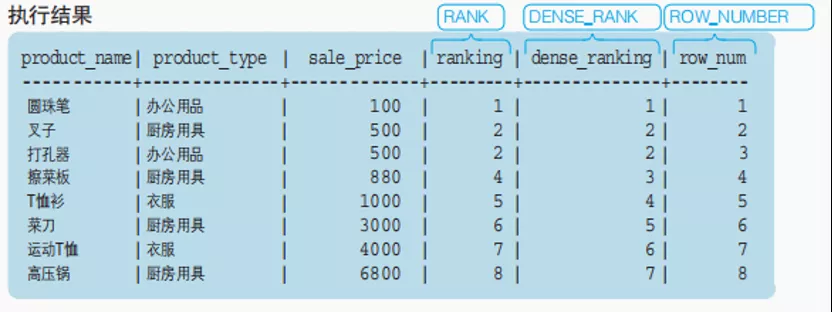 执行结果 RANK DENSE_RANK ROW_NUMBER
product_name| product_type | sale_price | ranking | dense_ranking | row_num
-----------+--------------+-------------+---------+---------------+--------
圆珠笔 | 办公用品 | 100 | 1 | 1 | 1
叉子 | 厨房用具 | 500 | 2 | 2 | 2
打孔器 | 办公用品 | 500 | 2 | 2 | 3
擦菜板 | 厨房用具 | 880 | 4 | 3 | 4
T恤衫 | 衣服 | 1000 | 5 | 4 | 5
菜刀 | 厨房用具 | 3000 | 6 | 5 | 6
运动T恤 | 衣服 | 4000 | 7 | 6 | 7
高压锅 | 厨房用具 | 6800 | 8 | 7 | 8